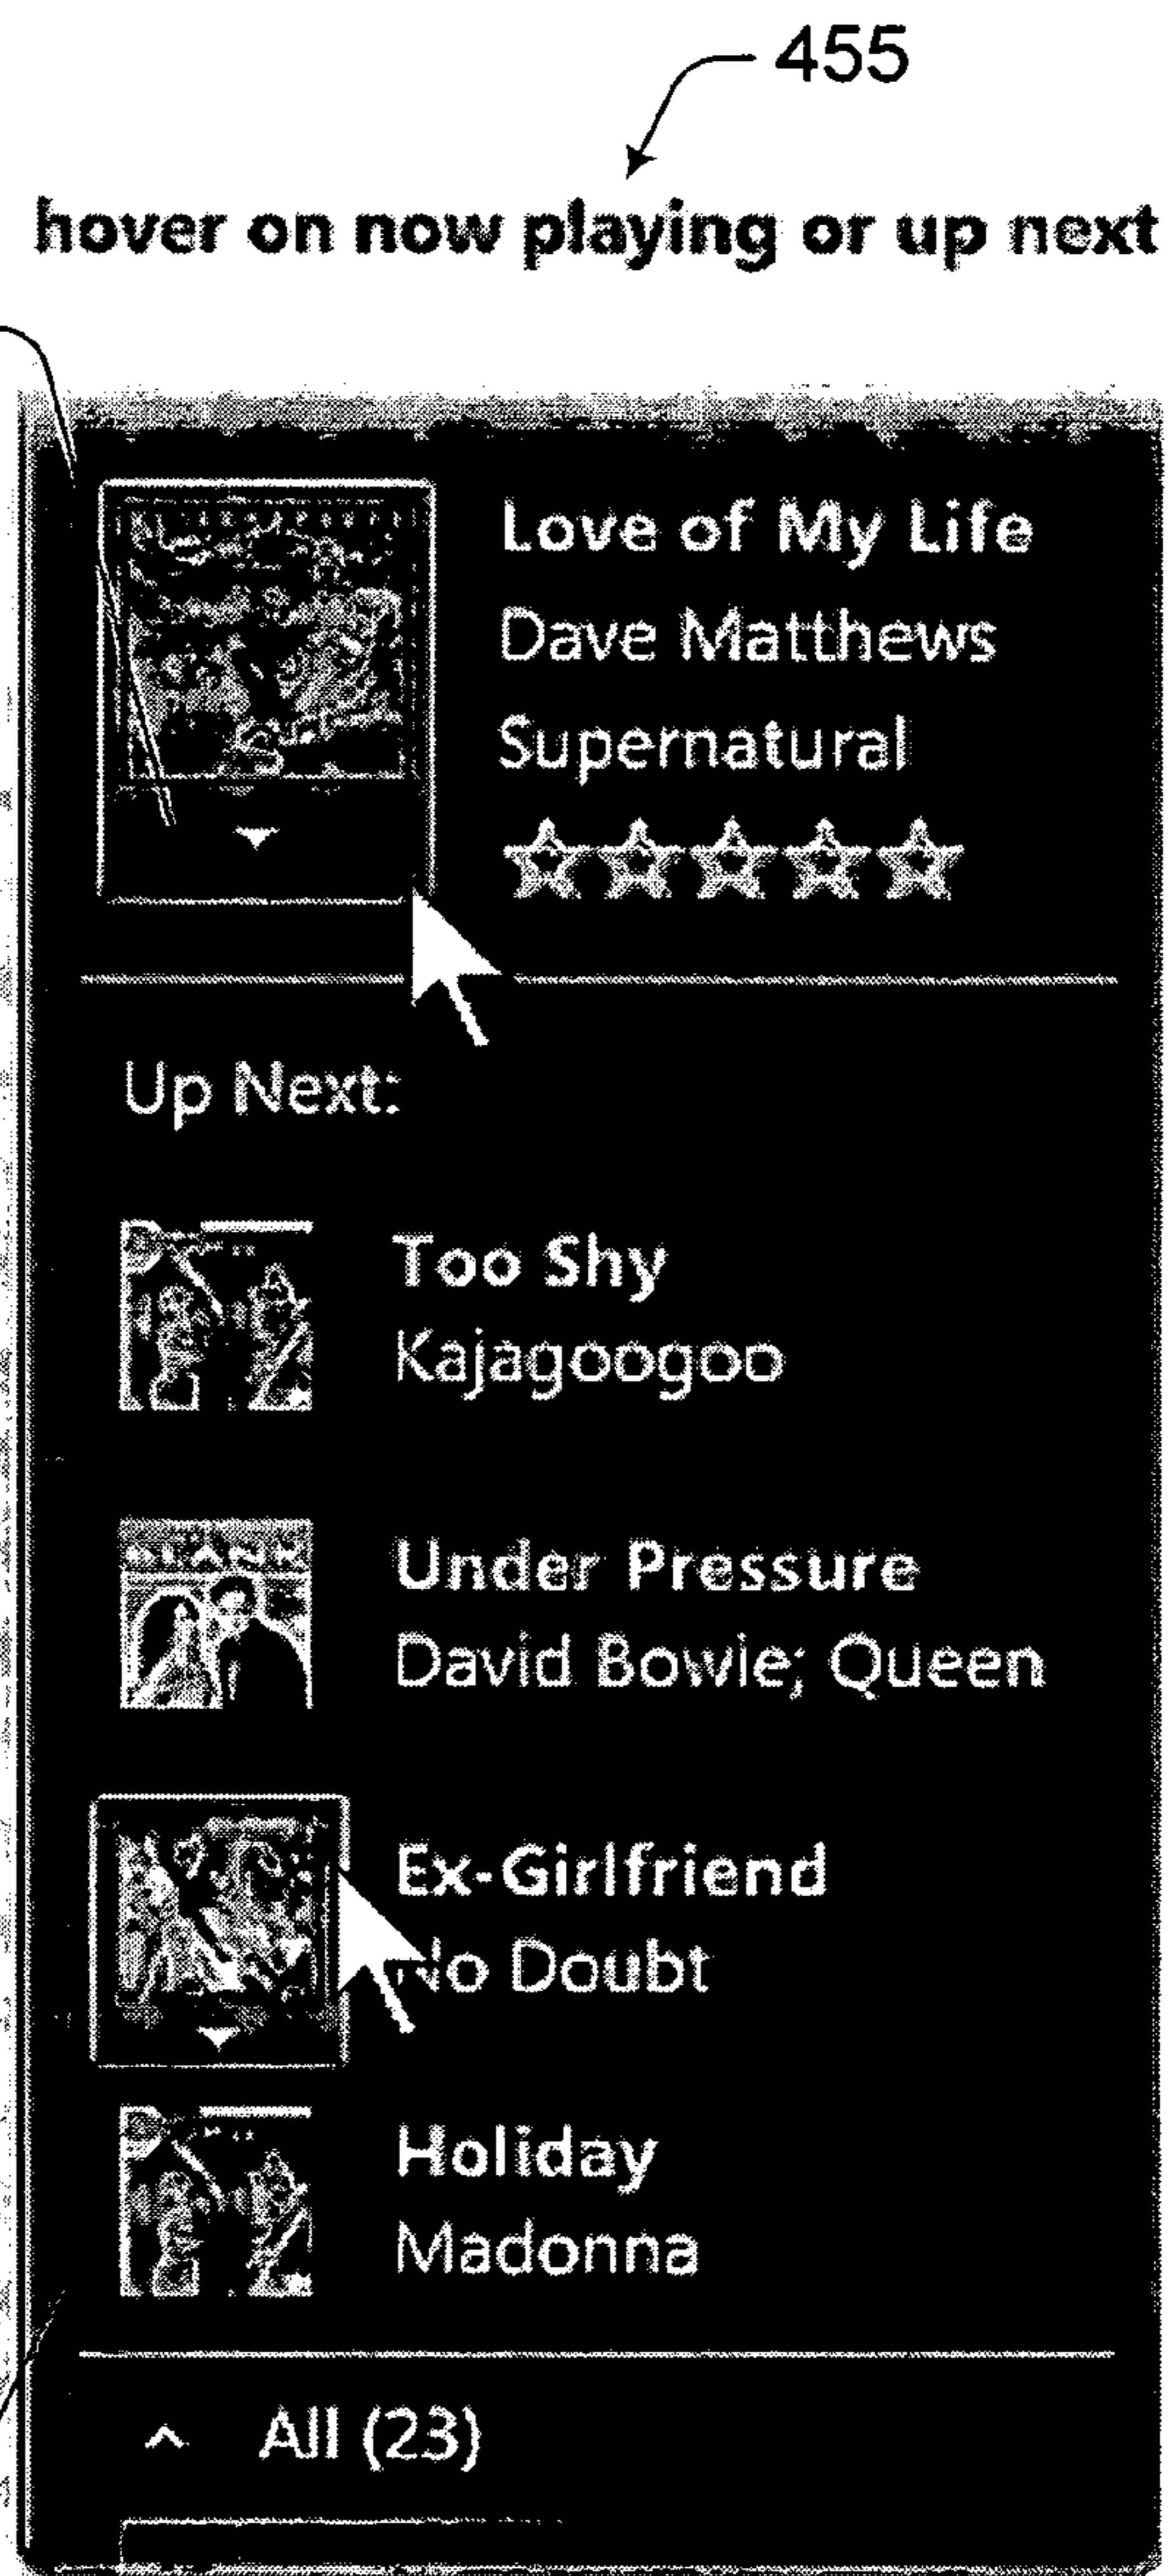 455
hover on now playing or up next
Love of My Life
Dave Matthews
Supernatural
Up Next:
Too Shy
Kajagoogoo
Under Pressure
David Bowie; Queen
Ex-Girlfriend
No Doubt
Holiday
Madonna
^ All (23)